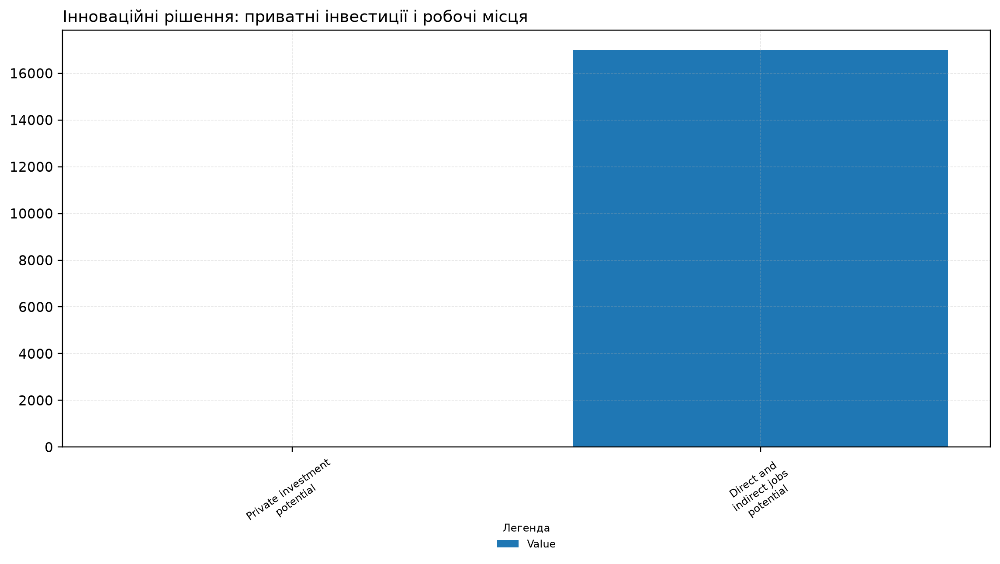 Інноваційні рішення: приватні інвестиції і робочі місця
16000
14000
12000
10000
8000
6000
4000
2000
0
Private investment
potential
Direct and
indirect jobs
potential
Легенда
Value